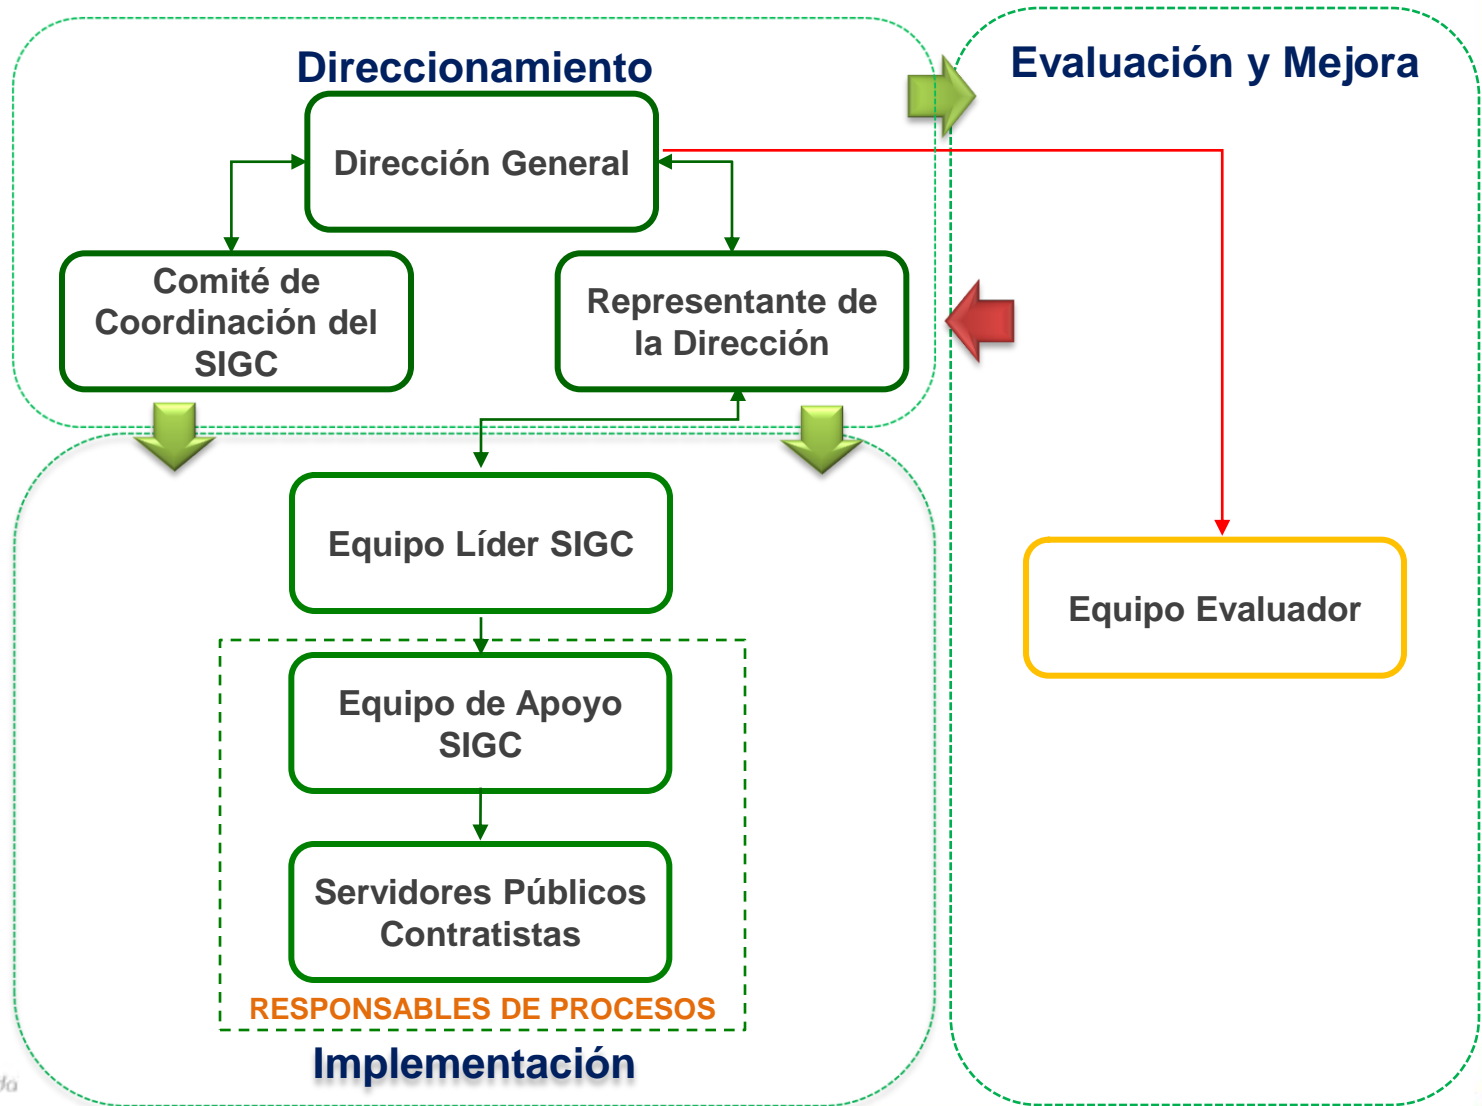 Direccionamiento
Evaluación y Mejora
Dirección General
Comité de
Coordinación del
SIGC
Representante de
la Dirección
Equipo Líder SIGC
Equipo Evaluador
Equipo de Apoyo
SIGC
Servidores Públicos
Contratistas
RESPONSABLES DE PROCESOS
Implementación